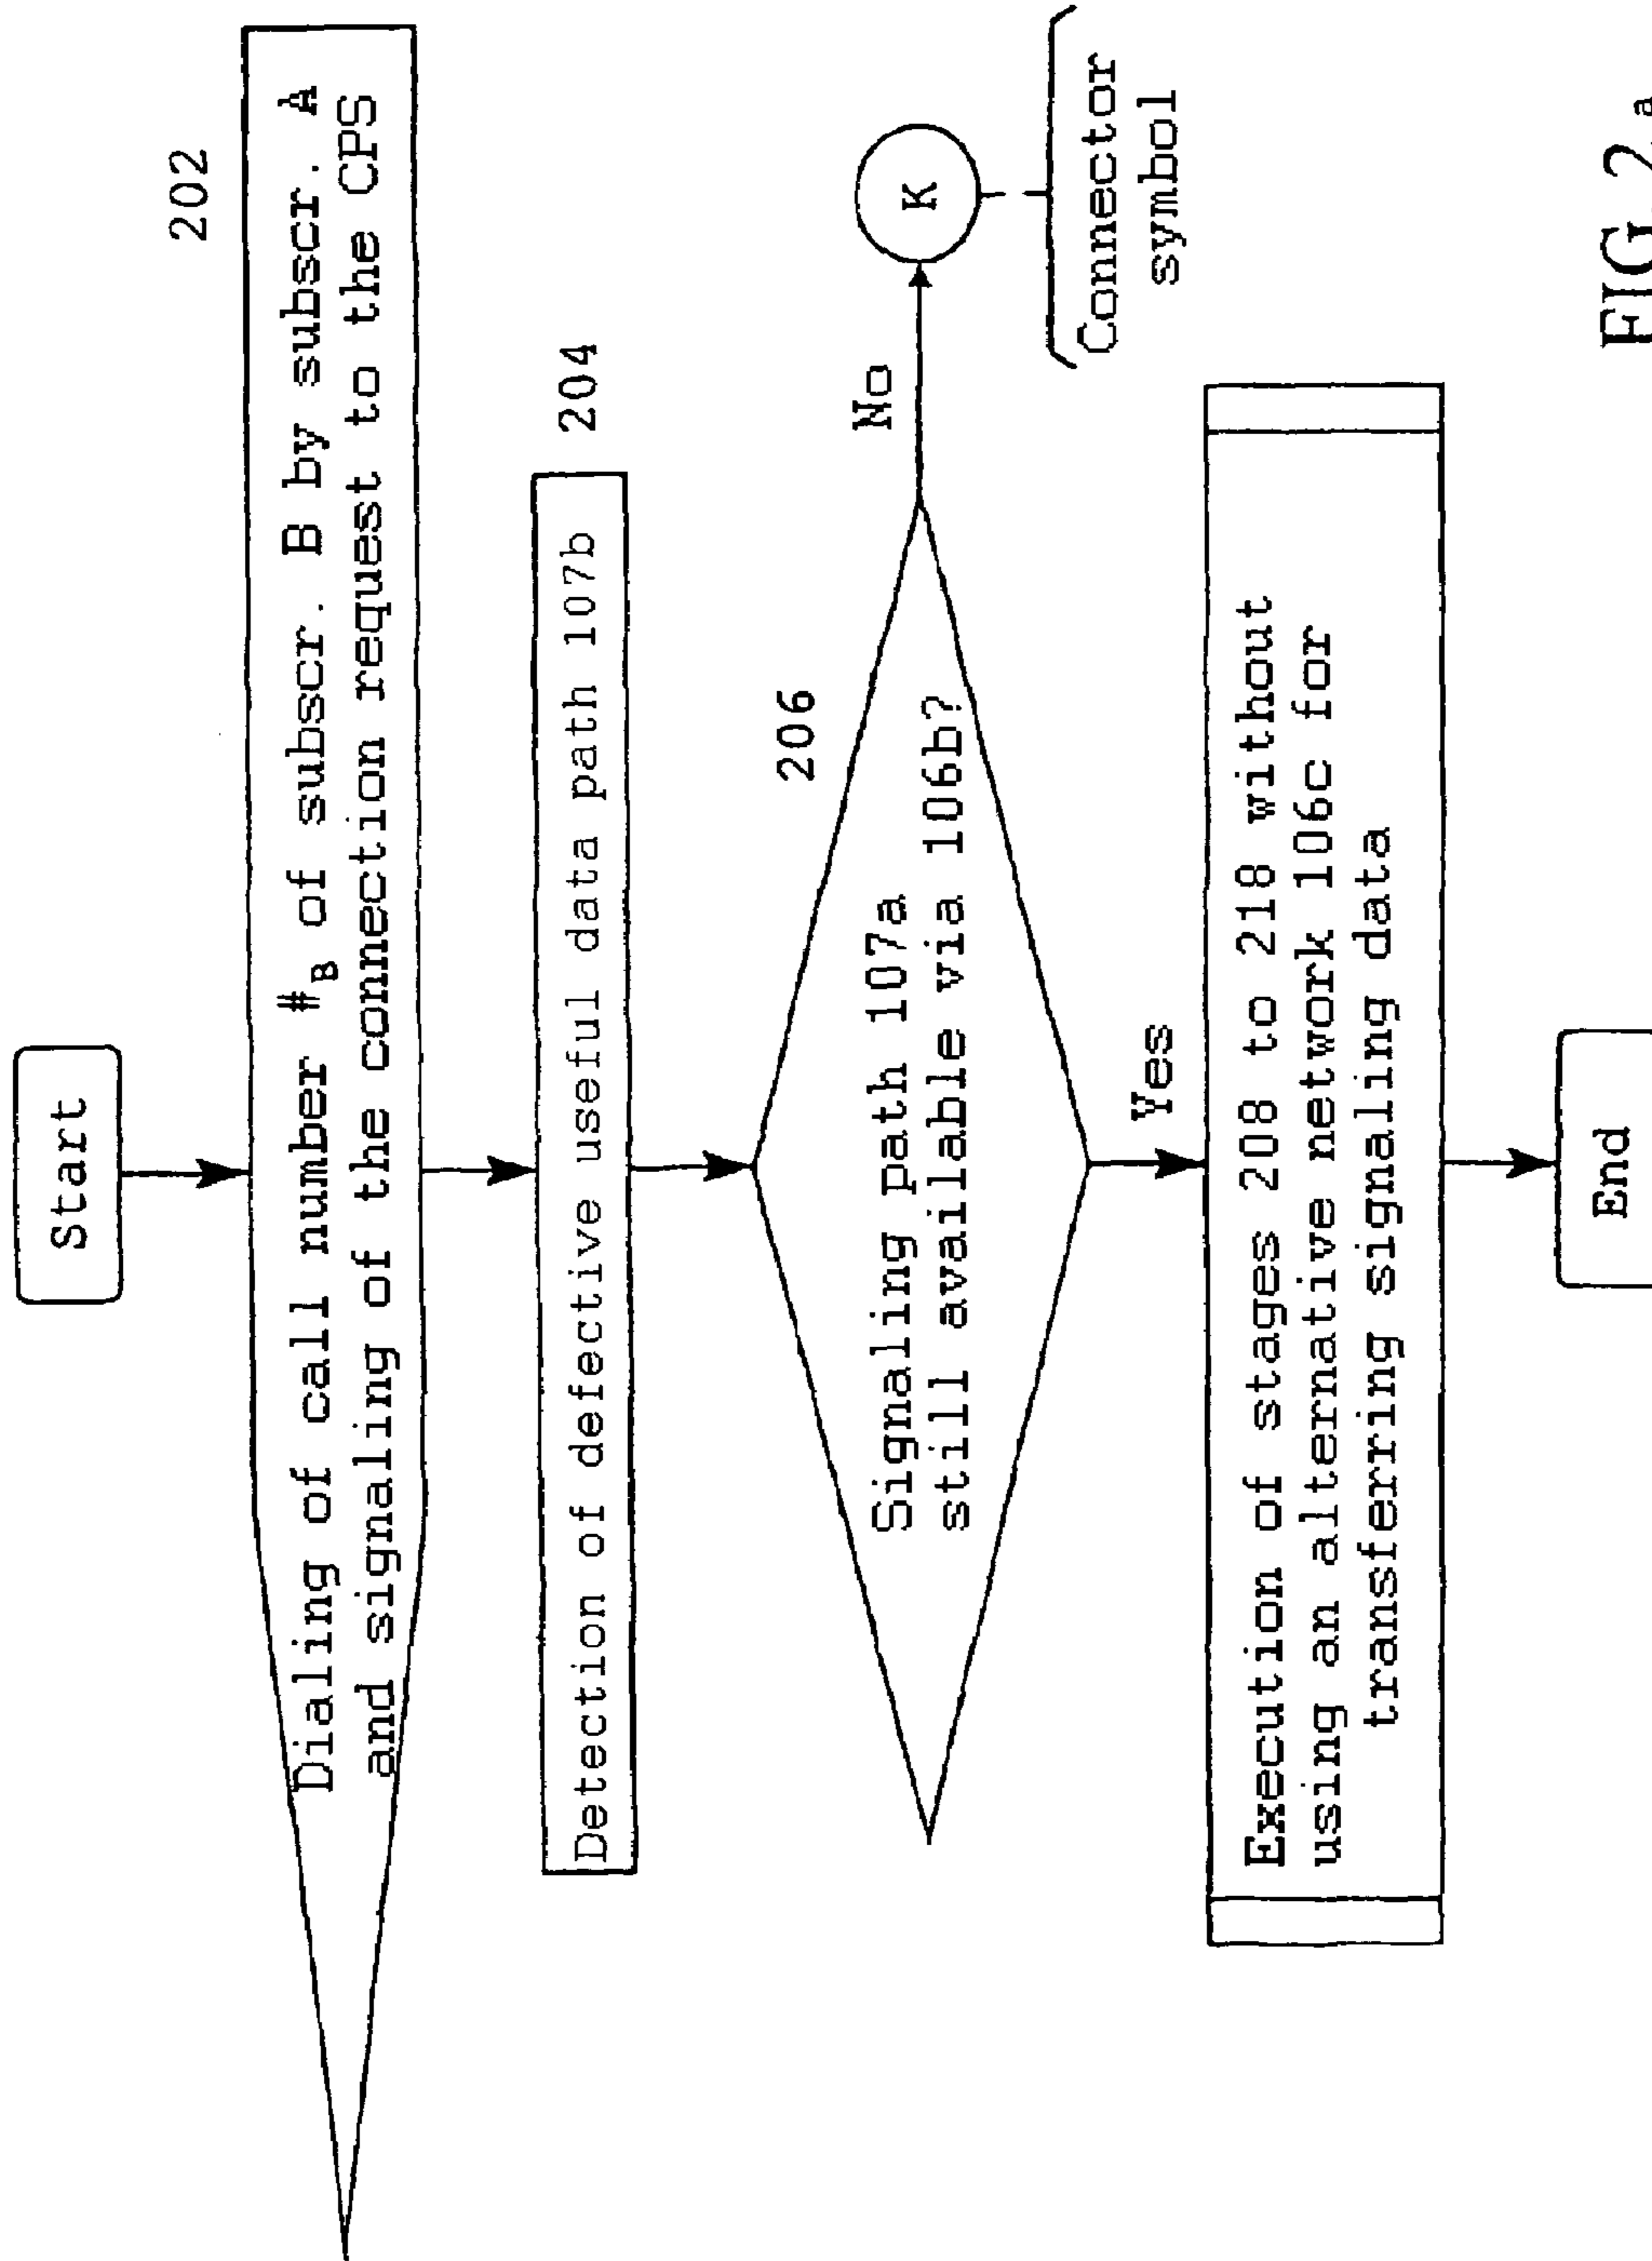 Start
202
Dialing of call number #B of subscr. B by subscr. A
and signaling of the connection request to the CPS
Detection of defective useful data path 107b
204
206
Signaling path 107a
still available via 106b?
No
K
Connector
symbol
Yes
Execution of stages 208 to 218 without
using an alternative network 106c for
transferring signaling data
End
FIG.2a